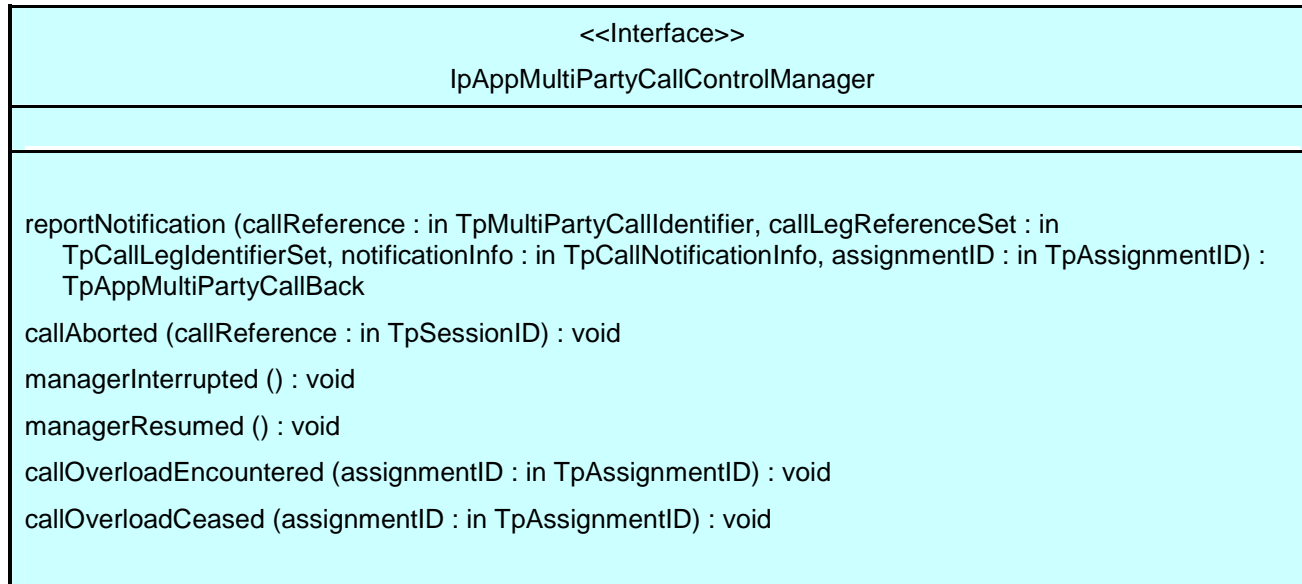 <<Interface>>
IpAppMultiPartyCallControlManager
reportNotification (callReference : in TpMultiPartyCallIdentifier, callLegReferenceSet : in
TpCallLegIdentifierSet, notificationInfo : in TpCallNotificationInfo, assignmentID : in TpAssignmentID) :
TpAppMultiPartyCallBack
callAborted (callReference : in TpSessionID) : void
managerInterrupted () : void
managerResumed () : void
callOverloadEncountered (assignmentID : in TpAssignmentID) : void
callOverloadCeased (assignmentID : in TpAssignmentID) : void